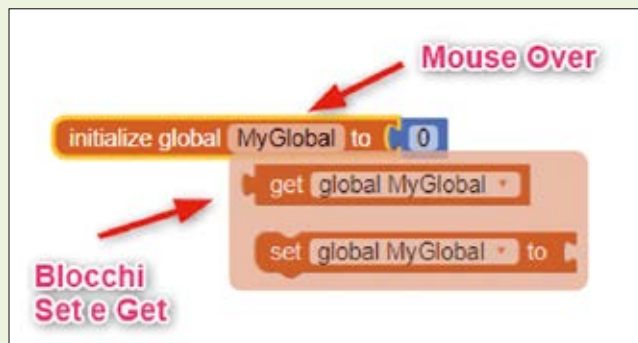 Mouse Over
initialize global MyGlobal to 0
get global MyGlobal
set global MyGlobal to
Blocchi
Set e Get